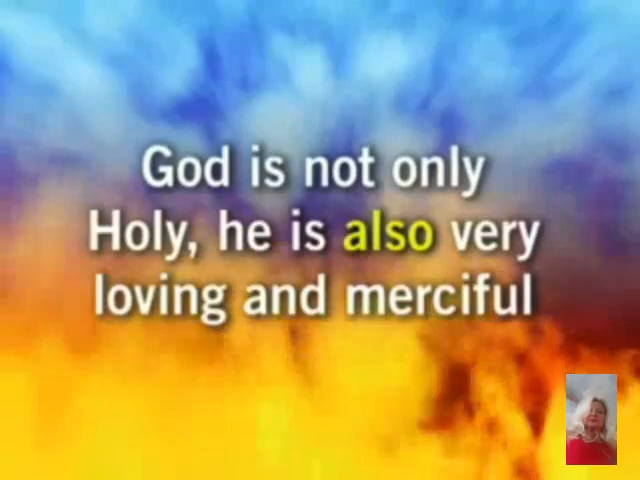 God is not only
Holy, he is also very
loving and merciful